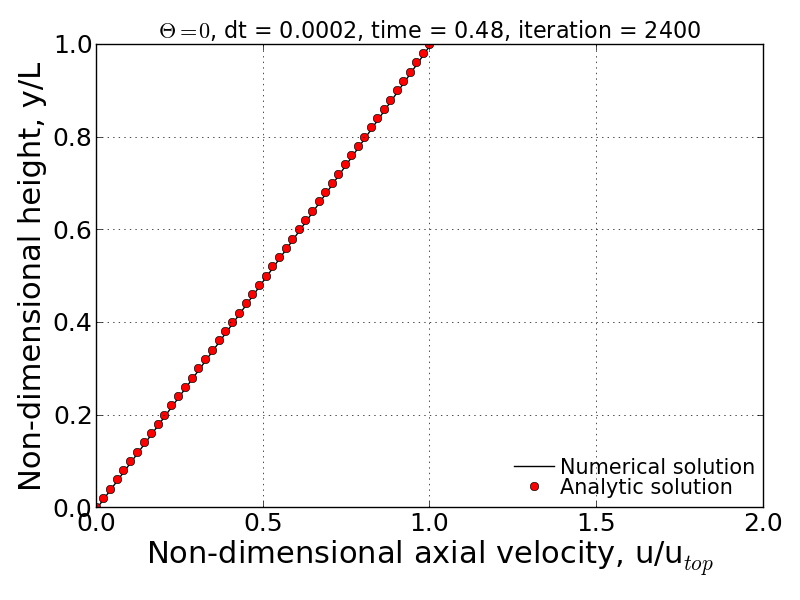 Θ = 0, dt = 0.0002, time = 0.48, iteration = 2400
Non-dimensional height, y/L
1.0
0.8
0.6
0.4
0.2
0.0
0.0 0.5 1.0 1.5 2.0
Numerical solution
Analytic solution
Non-dimensional axial velocity, u/u_top